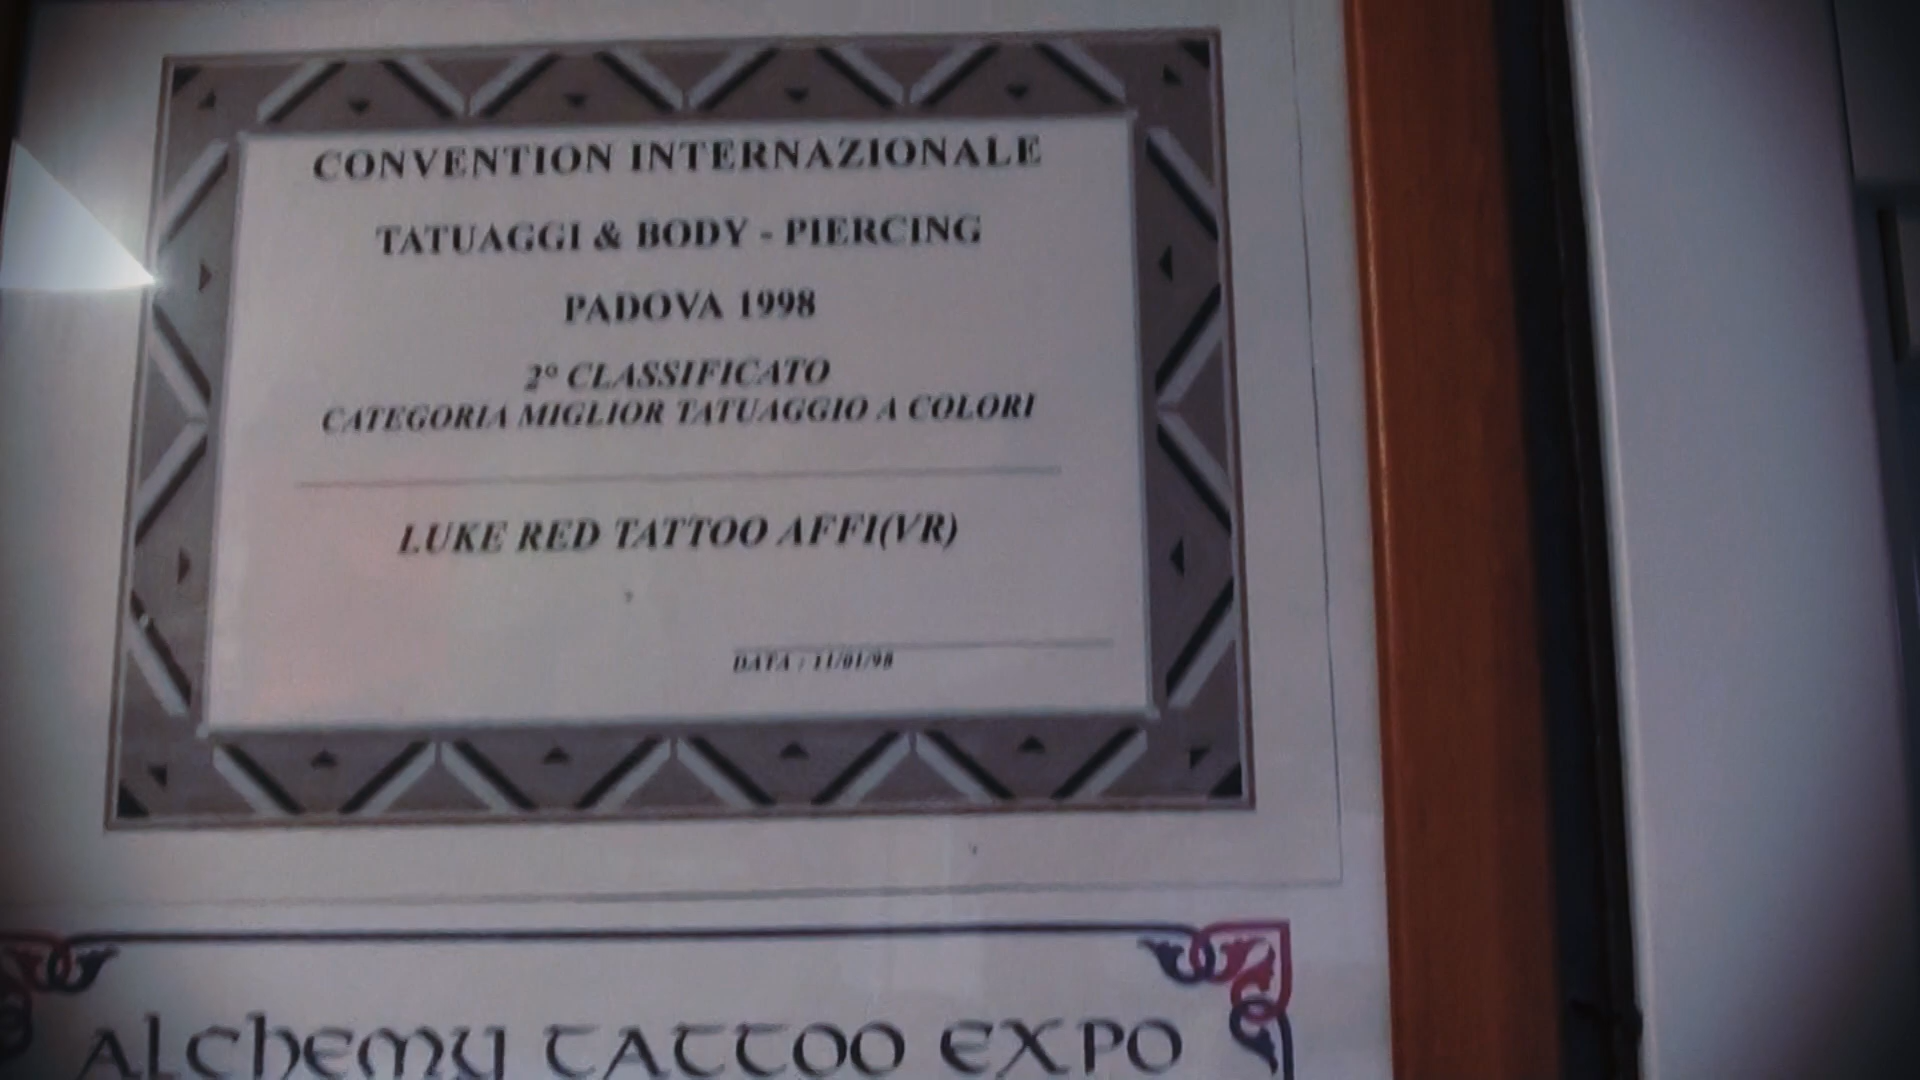 CONVENTION INTERNAZIONALE
TATUAGGI & BODY - PIERCING
PADOVA 1998
2° CLASSIFICATO
CATEGORIA MIGLIOR TATUAGGIO A COLORI
LUKE RED TATTOO AFFI(VR)
DATA : 11/01/98
Alchemy Tattoo Expo